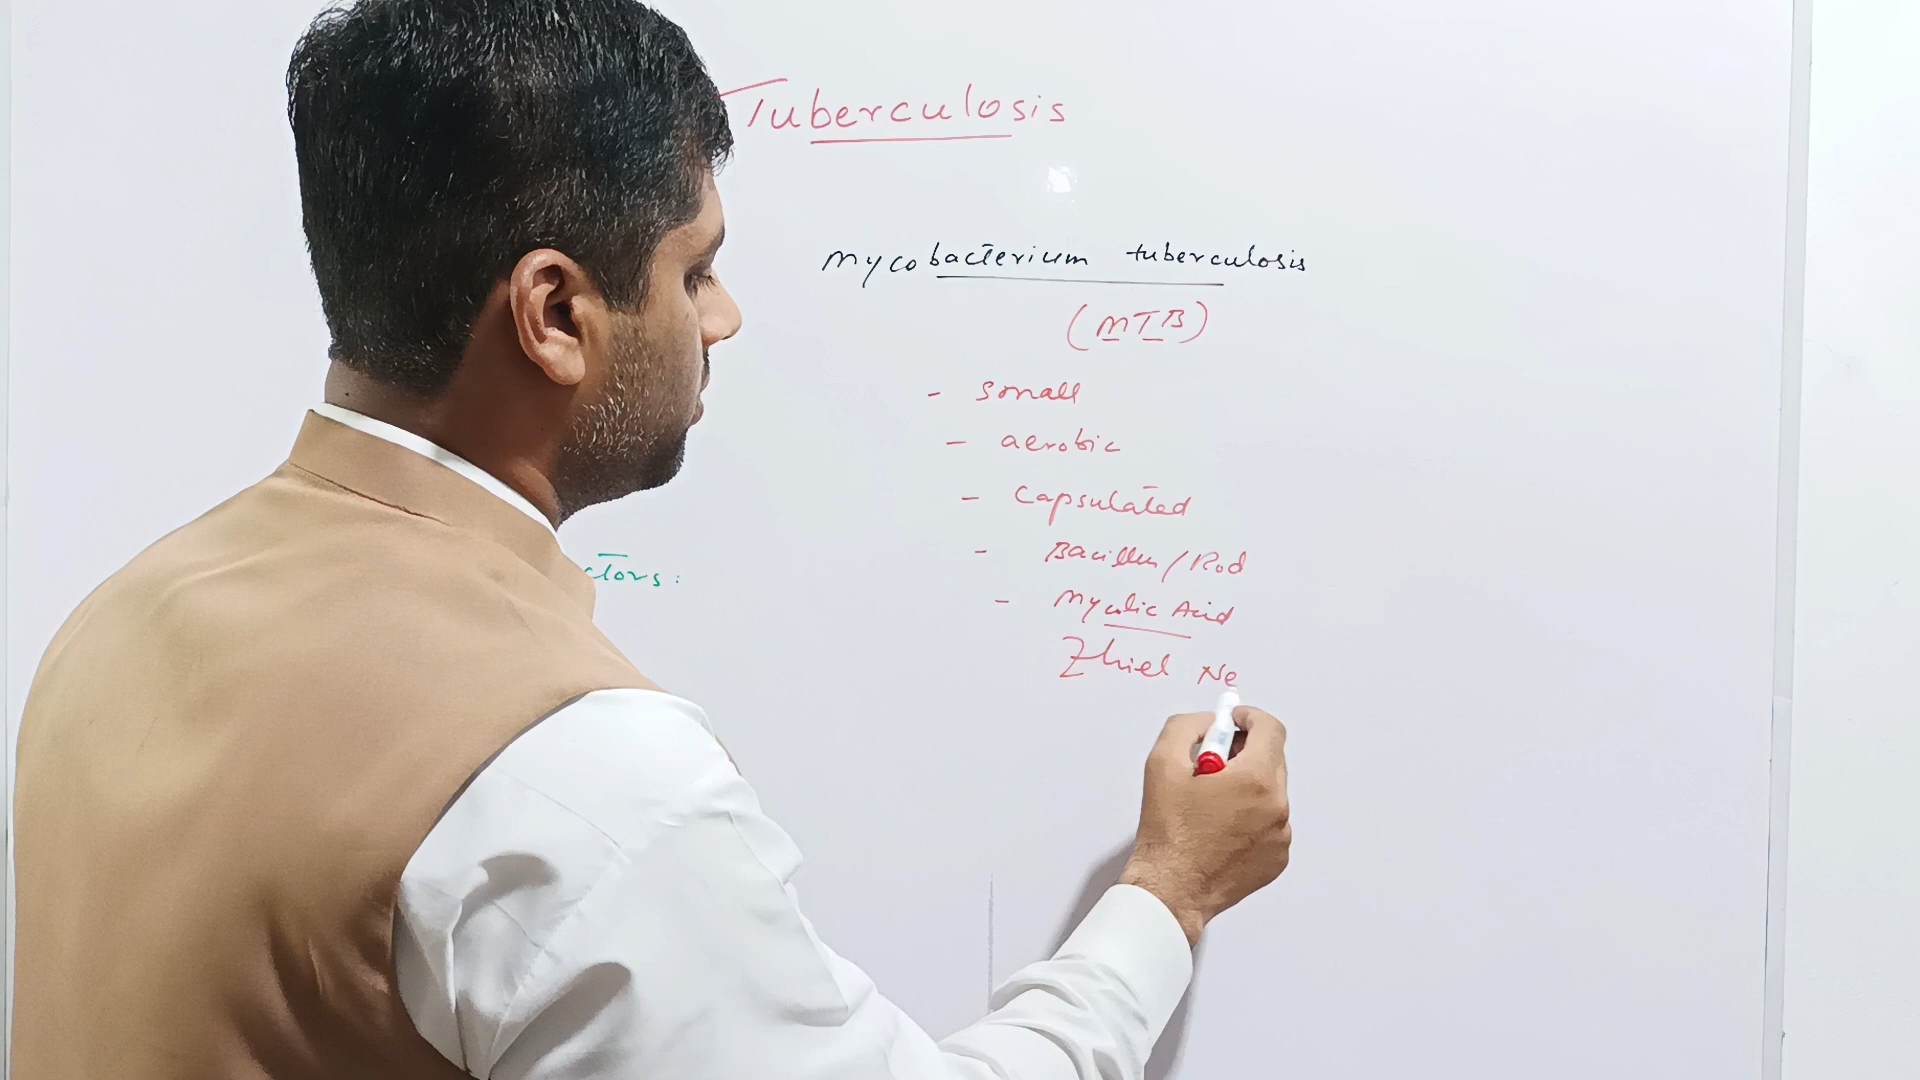 Tuberculosis
Mycobacterium tuberculosis
(MTB)
- small
- aerobic
- Capsulated
- Bacillus/Rod
- Mycolic Acid
Zhiel Ne
ctors: